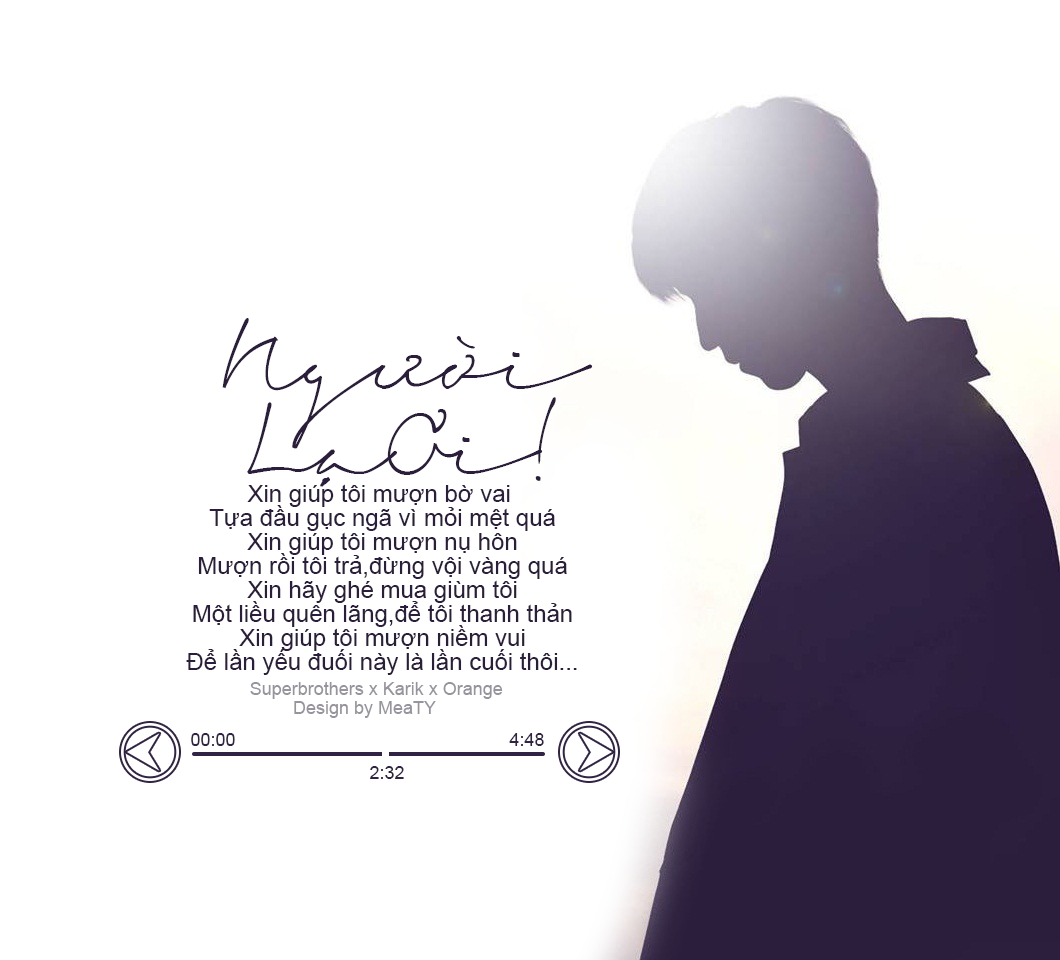 Người
Lạ Ơi !
Xin giúp tôi mượn bờ vai
Tựa đầu gục ngã vì mỏi mệt quá
Xin giúp tôi mượn nụ hôn
Mượn rồi tôi trả,đừng vội vàng quá
Xin hãy ghé mua giùm tôi
Một liều quên lãng,để tôi thanh thản
Xin giúp tôi mượn niềm vui
Để lần yếu đuối này là lần cuối thôi...
Superbrothers x Karik x Orange
Design by MeaTY
00:00 4:48
2:32